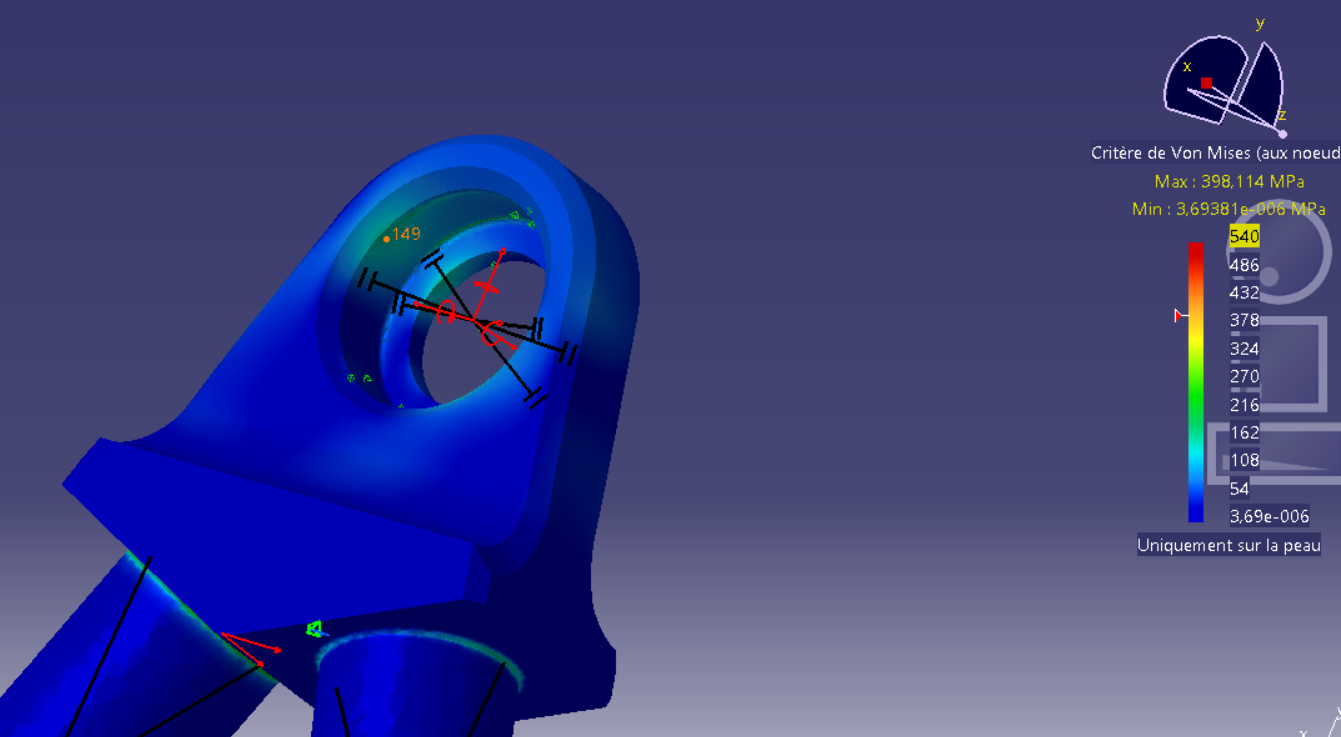 y
x
z
Critère de Von Mises (aux noeud
Max : 398,114 MPa
Min : 3,69381e-006 MPa
540
486
432
378
324
270
216
162
108
54
3,69e-006
Uniquement sur la peau
149
x